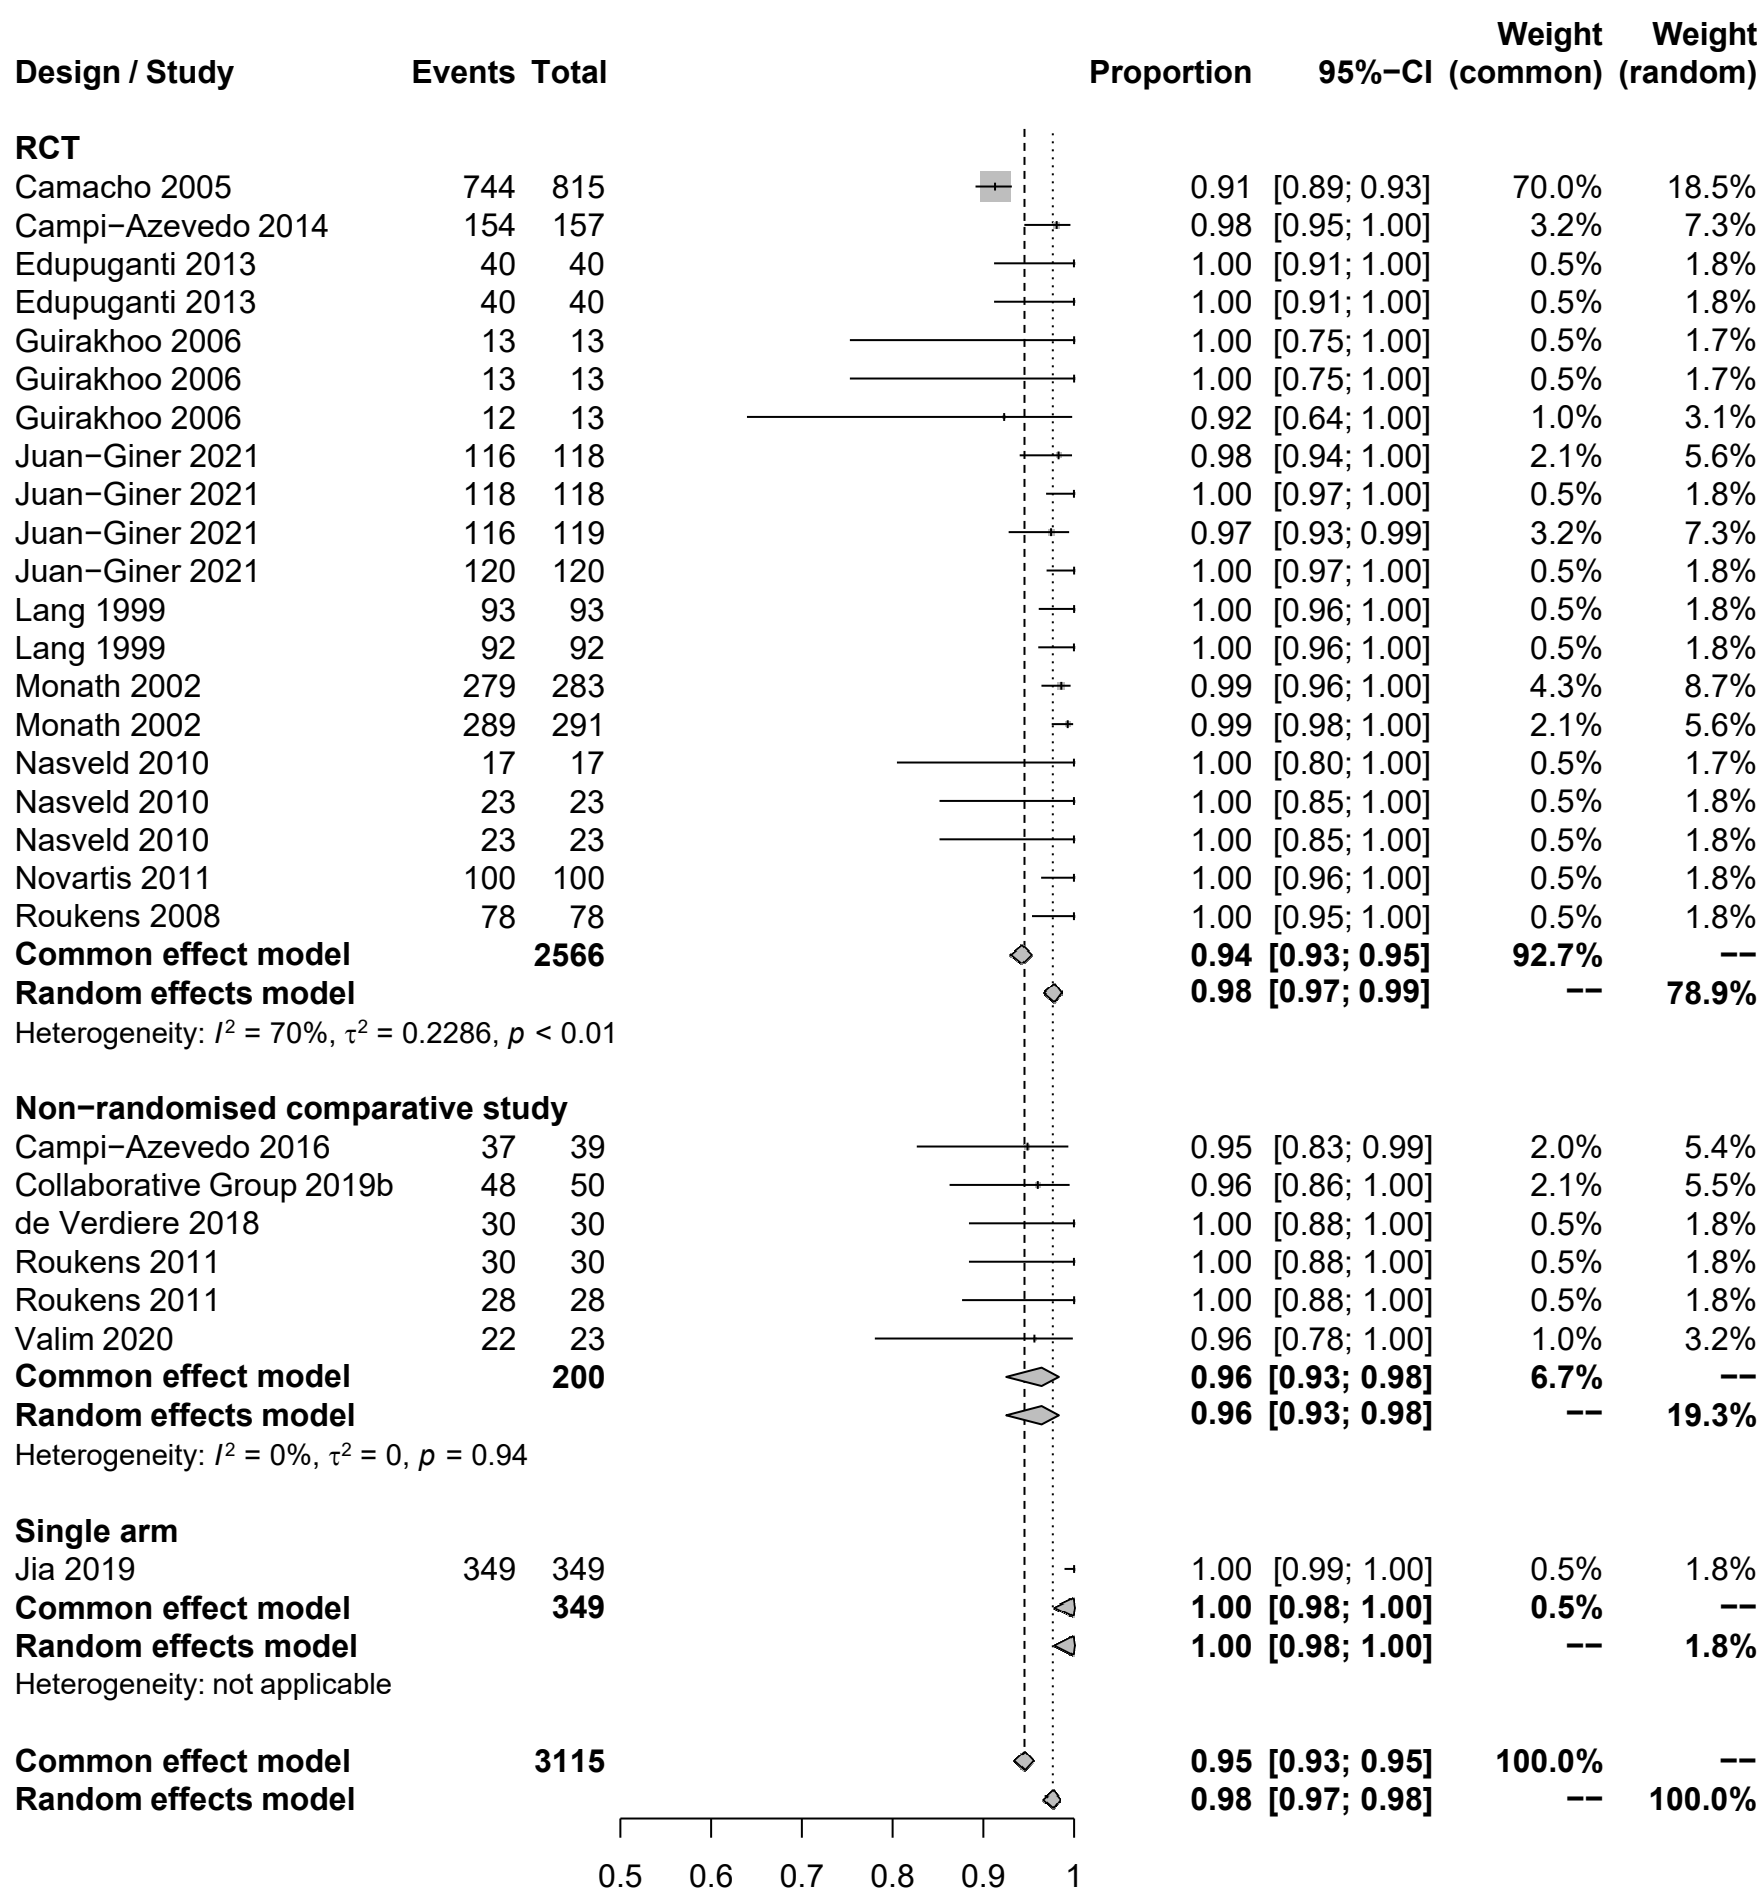 Weight Weight
Design / Study Events Total Proportion 95%−CI (common) (random)
RCT
Camacho 2005 744 815 0.91 [0.89; 0.93] 70.0% 18.5%
Campi−Azevedo 2014 154 157 0.98 [0.95; 1.00] 3.2% 7.3%
Edupuganti 2013 40 40 1.00 [0.91; 1.00] 0.5% 1.8%
Edupuganti 2013 40 40 1.00 [0.91; 1.00] 0.5% 1.8%
Guirakhoo 2006 13 13 1.00 [0.75; 1.00] 0.5% 1.7%
Guirakhoo 2006 13 13 1.00 [0.75; 1.00] 0.5% 1.7%
Guirakhoo 2006 12 13 0.92 [0.64; 1.00] 1.0% 3.1%
Juan−Giner 2021 116 118 0.98 [0.94; 1.00] 2.1% 5.6%
Juan−Giner 2021 118 118 1.00 [0.97; 1.00] 0.5% 1.8%
Juan−Giner 2021 116 119 0.97 [0.93; 0.99] 3.2% 7.3%
Juan−Giner 2021 120 120 1.00 [0.97; 1.00] 0.5% 1.8%
Lang 1999 93 93 1.00 [0.96; 1.00] 0.5% 1.8%
Lang 1999 92 92 1.00 [0.96; 1.00] 0.5% 1.8%
Monath 2002 279 283 0.99 [0.96; 1.00] 4.3% 8.7%
Monath 2002 289 291 0.99 [0.98; 1.00] 2.1% 5.6%
Nasveld 2010 17 17 1.00 [0.80; 1.00] 0.5% 1.7%
Nasveld 2010 23 23 1.00 [0.85; 1.00] 0.5% 1.8%
Nasveld 2010 23 23 1.00 [0.85; 1.00] 0.5% 1.8%
Novartis 2011 100 100 1.00 [0.96; 1.00] 0.5% 1.8%
Roukens 2008 78 78 1.00 [0.95; 1.00] 0.5% 1.8%
Common effect model 2566 0.94 [0.93; 0.95] 92.7% −−
Random effects model 0.98 [0.97; 0.99] −− 78.9%
Heterogeneity: I² = 70%, τ² = 0.2286, p < 0.01
Non−randomised comparative study
Campi−Azevedo 2016 37 39 0.95 [0.83; 0.99] 2.0% 5.4%
Collaborative Group 2019b 48 50 0.96 [0.86; 1.00] 2.1% 5.5%
de Verdiere 2018 30 30 1.00 [0.88; 1.00] 0.5% 1.8%
Roukens 2011 30 30 1.00 [0.88; 1.00] 0.5% 1.8%
Roukens 2011 28 28 1.00 [0.88; 1.00] 0.5% 1.8%
Valim 2020 22 23 0.96 [0.78; 1.00] 1.0% 3.2%
Common effect model 200 0.96 [0.93; 0.98] 6.7% −−
Random effects model 0.96 [0.93; 0.98] −− 19.3%
Heterogeneity: I² = 0%, τ² = 0, p = 0.94
Single arm
Jia 2019 349 349 1.00 [0.99; 1.00] 0.5% 1.8%
Common effect model 349 1.00 [0.98; 1.00] 0.5% −−
Random effects model 1.00 [0.98; 1.00] −− 1.8%
Heterogeneity: not applicable
Common effect model 3115 0.95 [0.93; 0.95] 100.0% −−
Random effects model 0.98 [0.97; 0.98] −− 100.0%
0.5 0.6 0.7 0.8 0.9 1